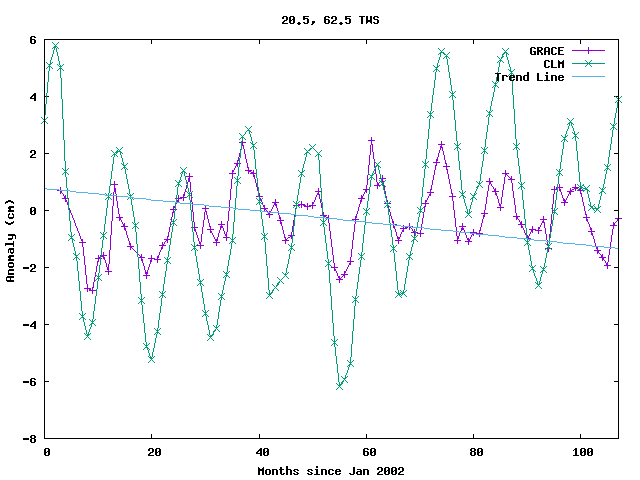 20.5, 62.5 TWS
GRACE
CLM
Trend Line
6
4
2
0
-2
-4
-6
-8
Anomaly (cm)
0 20 40 60 80 100
Months since Jan 2002